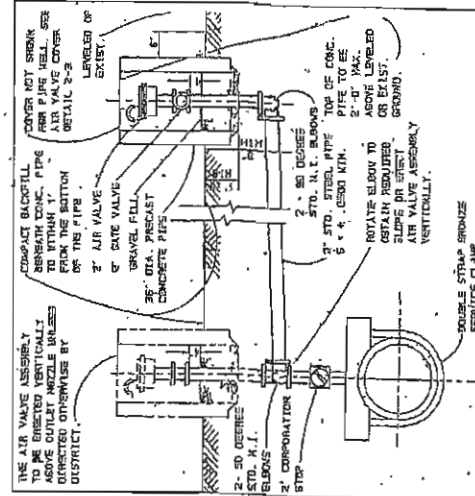 THE AIR VALVE ASSEMBLY
TO BE ERECTED VERTICALLY
ABOVE OUTLET NOZZLE UNLESS
DIRECTED OTHERWISE BY
DISTRICT.
COMPACT BACKFILL
BENEATH CONC. PIPE
TO WITHIN 1"
FROM THE BOTTOM
OF THE PIPE.
2" AIR VALVE
2" GATE VALVE
GRAVEL FILL
36" DIA. PRECAST
CONCRETE PIPE
COVER NOT SHOWN
FOR PIPE WELL. SEE
AIR VALVE COVER
DETAIL 2-3
LEVELED OR
EXIST.
6"
MIN
2- 90 DEGREE
STD. M.I.
ELBOWS
2" CORPORATION
STOP
2 - 90 DEGREE
STD. M.I. ELBOWS
2" STD. STEEL PIPE
MIN.
ROTATE ELBOW TO
OBTAIN REQUIRED
SLOPE OR ERECT
AIR VALVE ASSEMBLY
VERTICALLY.
TOP OF CONC.
PIPE TO BE
2'-0" MAX.
ABOVE LEVELED
OR EXIST.
GROUND.
DOUBLE STRAP BRONZE
SERVICE CLAMP